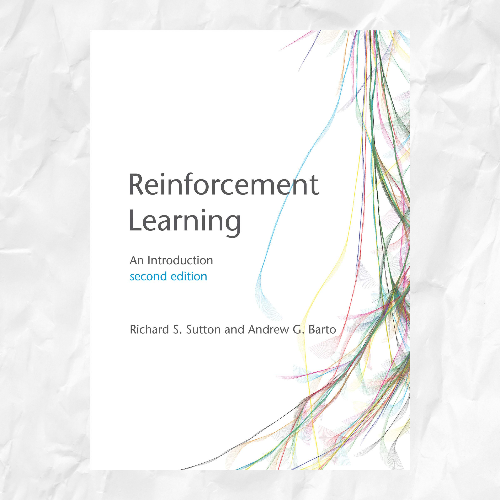 Reinforcement
Learning
An Introduction
second edition
Richard S. Sutton and Andrew G. Barto